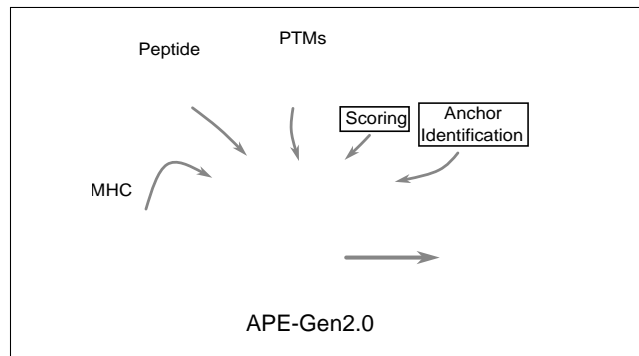 PTMs
Peptide
Scoring
Anchor
Identification
MHC
APE-Gen2.0